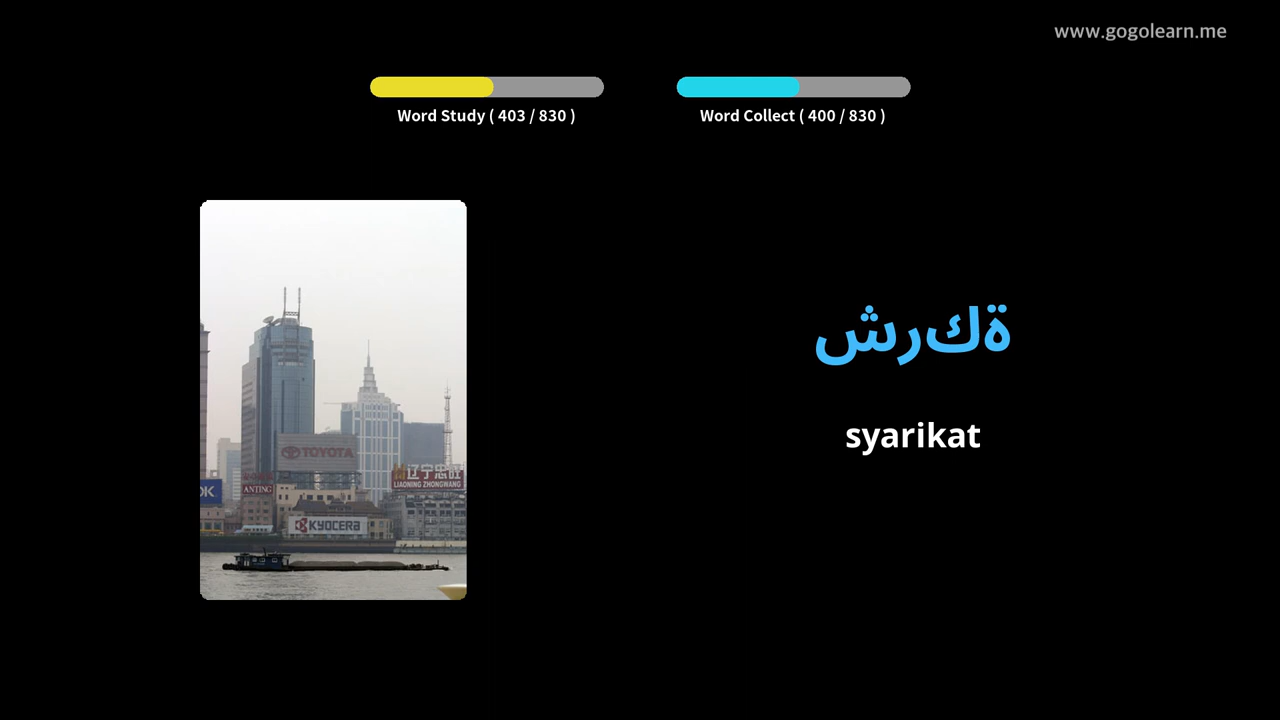 www.gogolearn.me
Word Study ( 403 / 830 )
Word Collect ( 400 / 830 )
شركة
syarikat
TOYOTA
辽宁忠旺
LIAONING ZHONGWANG
ANTING
KYOCERA